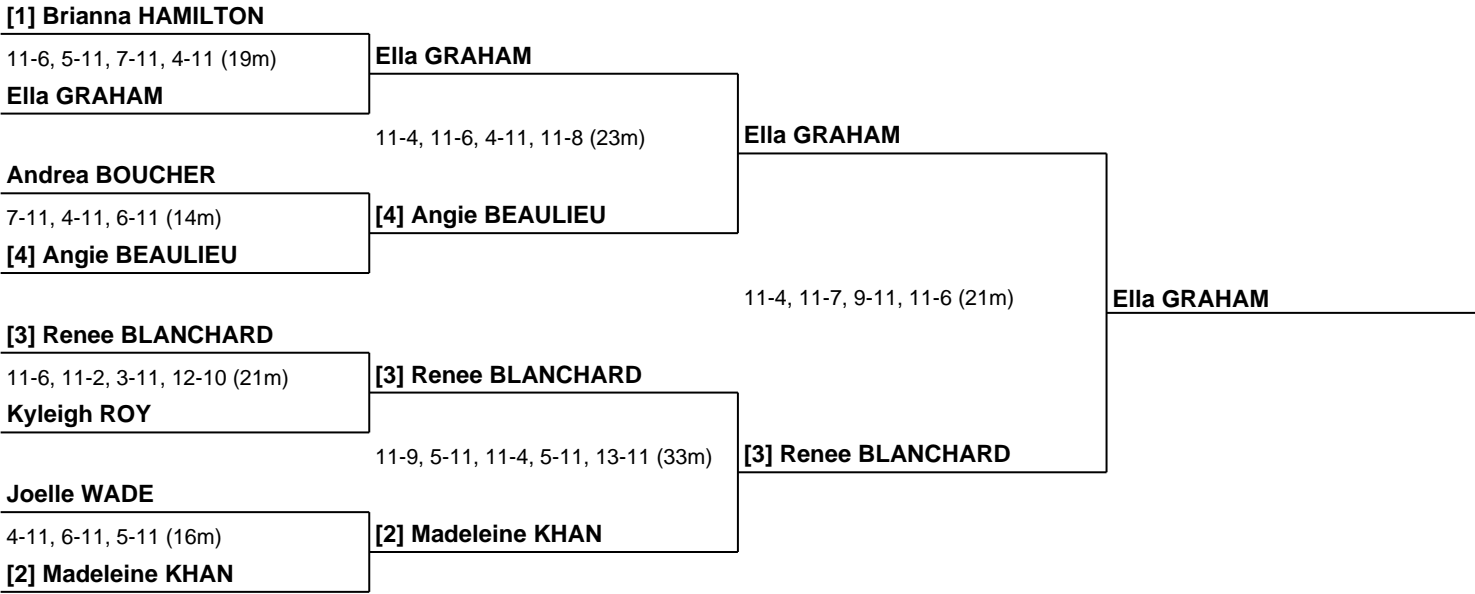 [1] Brianna HAMILTON
11-6, 5-11, 7-11, 4-11 (19m)
Ella GRAHAM
Ella GRAHAM
11-4, 11-6, 4-11, 11-8 (23m)
Ella GRAHAM
Andrea BOUCHER
7-11, 4-11, 6-11 (14m)
[4] Angie BEAULIEU
[4] Angie BEAULIEU
11-4, 11-7, 9-11, 11-6 (21m)
Ella GRAHAM
[3] Renee BLANCHARD
11-6, 11-2, 3-11, 12-10 (21m)
[3] Renee BLANCHARD
Kyleigh ROY
11-9, 5-11, 11-4, 5-11, 13-11 (33m)
[3] Renee BLANCHARD
Joelle WADE
4-11, 6-11, 5-11 (16m)
[2] Madeleine KHAN
[2] Madeleine KHAN